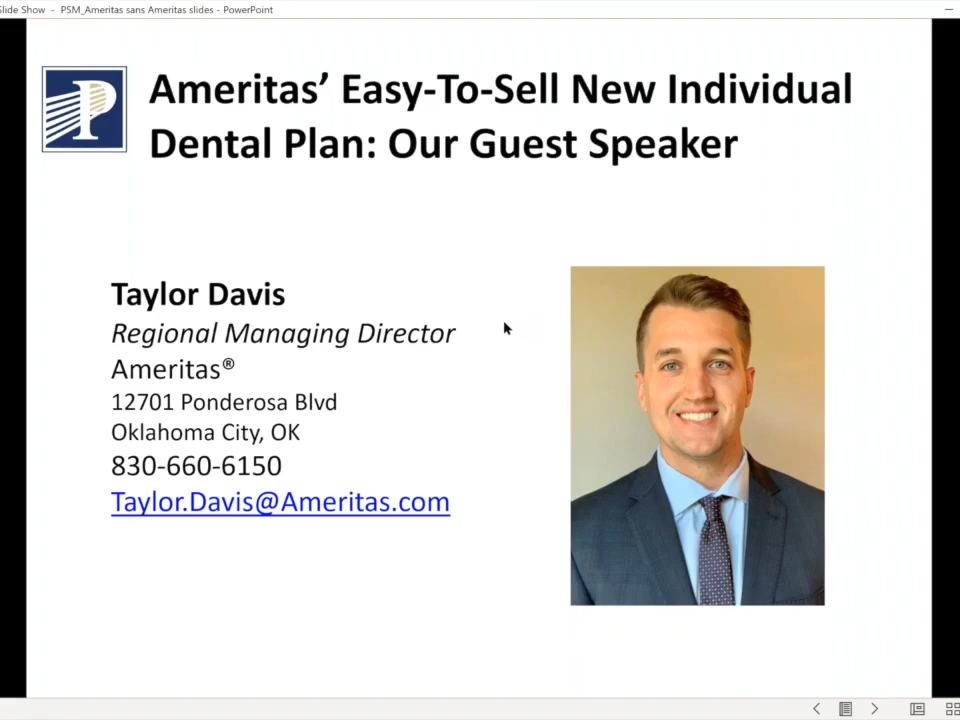 Slide Show - PSM_Ameritas sans Ameritas slides - PowerPoint
P
Ameritas’ Easy-To-Sell New Individual
Dental Plan: Our Guest Speaker
Taylor Davis
Regional Managing Director
Ameritas®
12701 Ponderosa Blvd
Oklahoma City, OK
830-660-6150
Taylor.Davis@Ameritas.com